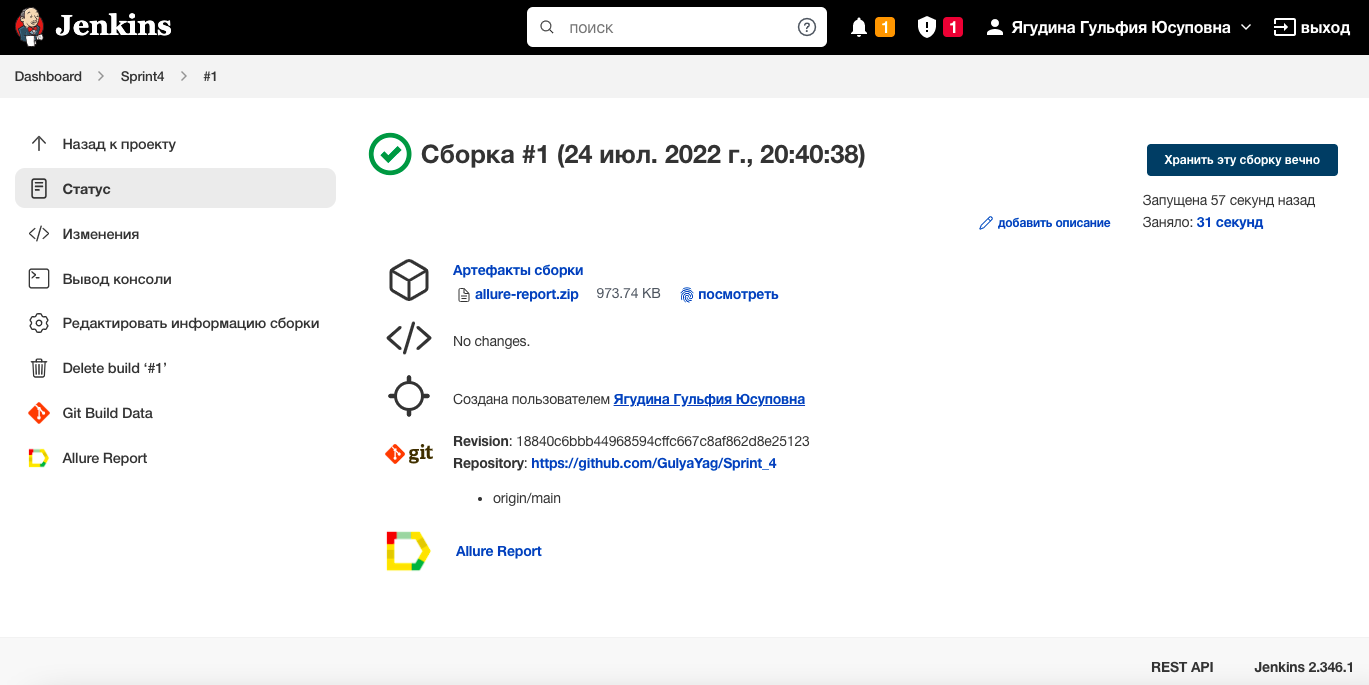 Jenkins
поиск
1
1
Ягудина Гульфия Юсуповна
выход
Dashboard
Sprint4
#1
Назад к проекту
Статус
Изменения
Вывод консоли
Редактировать информацию сборки
Delete build ‘#1’
Git Build Data
Allure Report
Сборка #1 (24 июл. 2022 г., 20:40:38)
Хранить эту сборку вечно
Запущена 57 секунд назад
добавить описание
Заняло: 31 секунд
Артефакты сборки
allure-report.zip 973.74 KB посмотреть
No changes.
Создана пользователем Ягудина Гульфия Юсуповна
git
Revision: 18840c6bbb44968594cffc667c8af862d8e25123
Repository: https://github.com/GulyaYag/Sprint_4
• origin/main
Allure Report
REST API
Jenkins 2.346.1